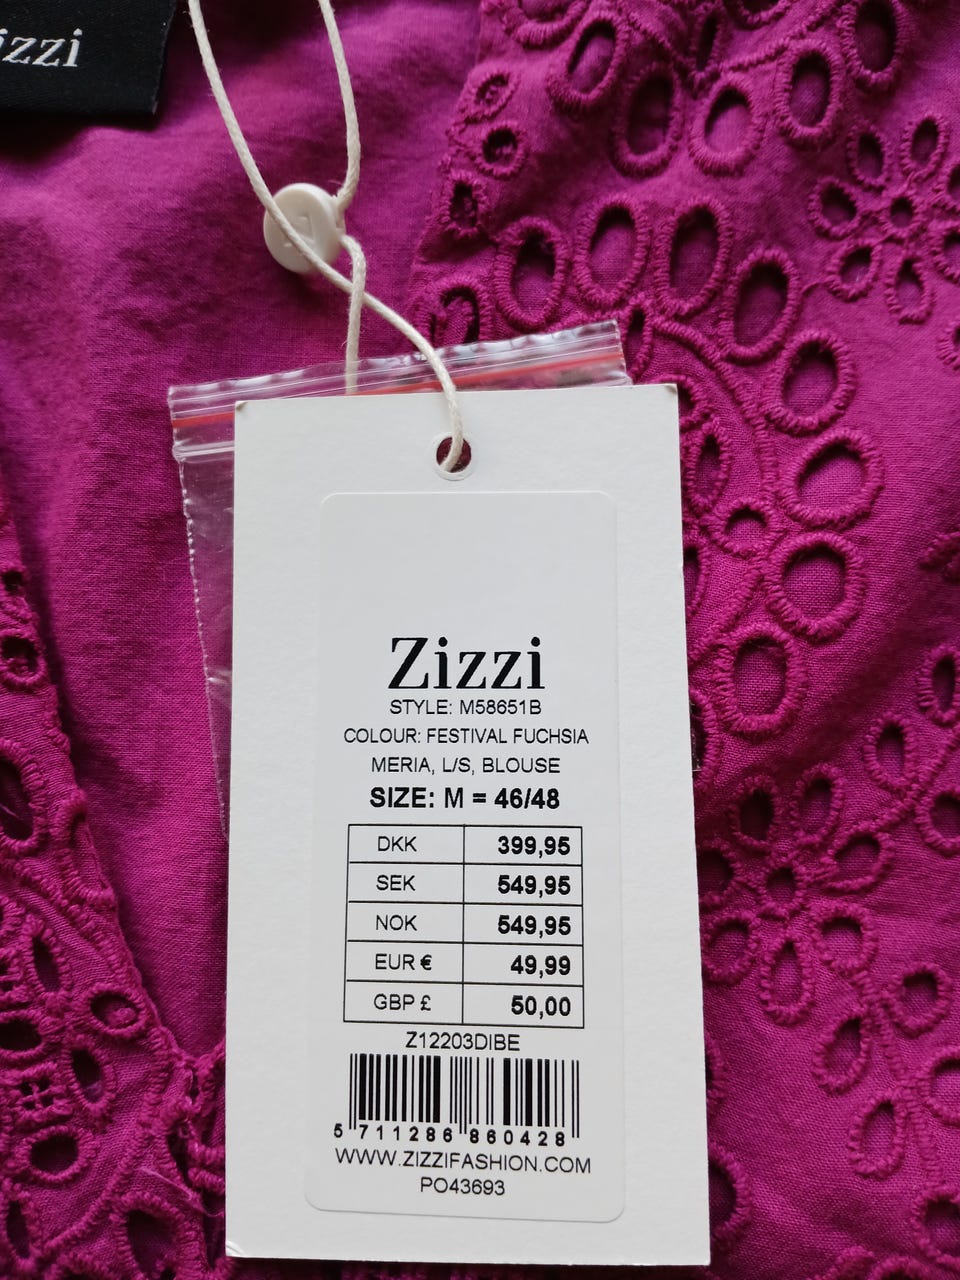 izzi
Zizzi
STYLE: M58651B
COLOUR: FESTIVAL FUCHSIA
MERIA, L/S, BLOUSE
SIZE: M = 46/48
DKK 399,95
SEK 549,95
NOK 549,95
EUR € 49,99
GBP £ 50,00
Z12203DIBE
5 711286 860428
WWW.ZIZZIFASHION.COM
PO43693